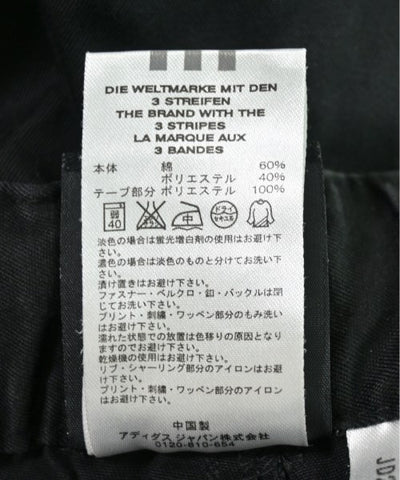 DIE WELTMARKE MIT DEN
3 STREIFEN
THE BRAND WITH THE
3 STRIPES
LA MARQUE AUX
3 BANDES
本体 綿 60%
ポリエステル 40%
テープ部分 ポリエステル 100%
弱
40
中
ドライ
セキユ系
淡色の場合は蛍光増白剤の使用はお避け下
さい。
濃色の場合は淡色のものと分けてお洗い下
さい。
漬け置きはお避け下さい。
ファスナー・ベルクロ・釦・バックルは閉
じてお洗い下さい。
プリント・刺繍・ワッペン部分のもみ洗い
はお避け下さい。
濡れた状態での放置は色移りの原因となり
ますのでお避け下さい。
乾燥機の使用はお避け下さい。
リブ・シャーリング部分のアイロン
はお避け下さい。
プリント・刺繍・ワッペン部分のアイロン
はお避け下さい。
中国製
アディダス ジャパン株式会社
0120-810-654